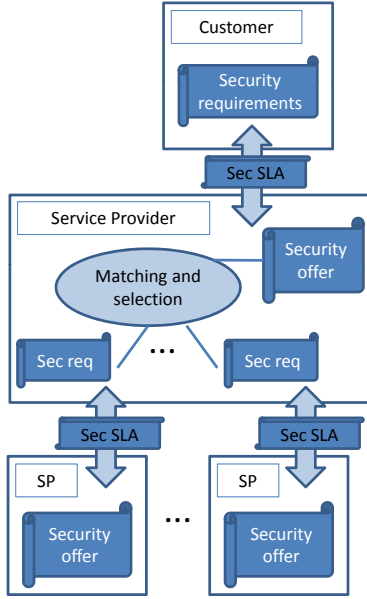 Customer
Security
requirements
Sec SLA
Service Provider
Security
offer
Matching and
selection
...
Sec req
Sec req
Sec SLA
Sec SLA
SP
SP
Security
offer
...
Security
offer